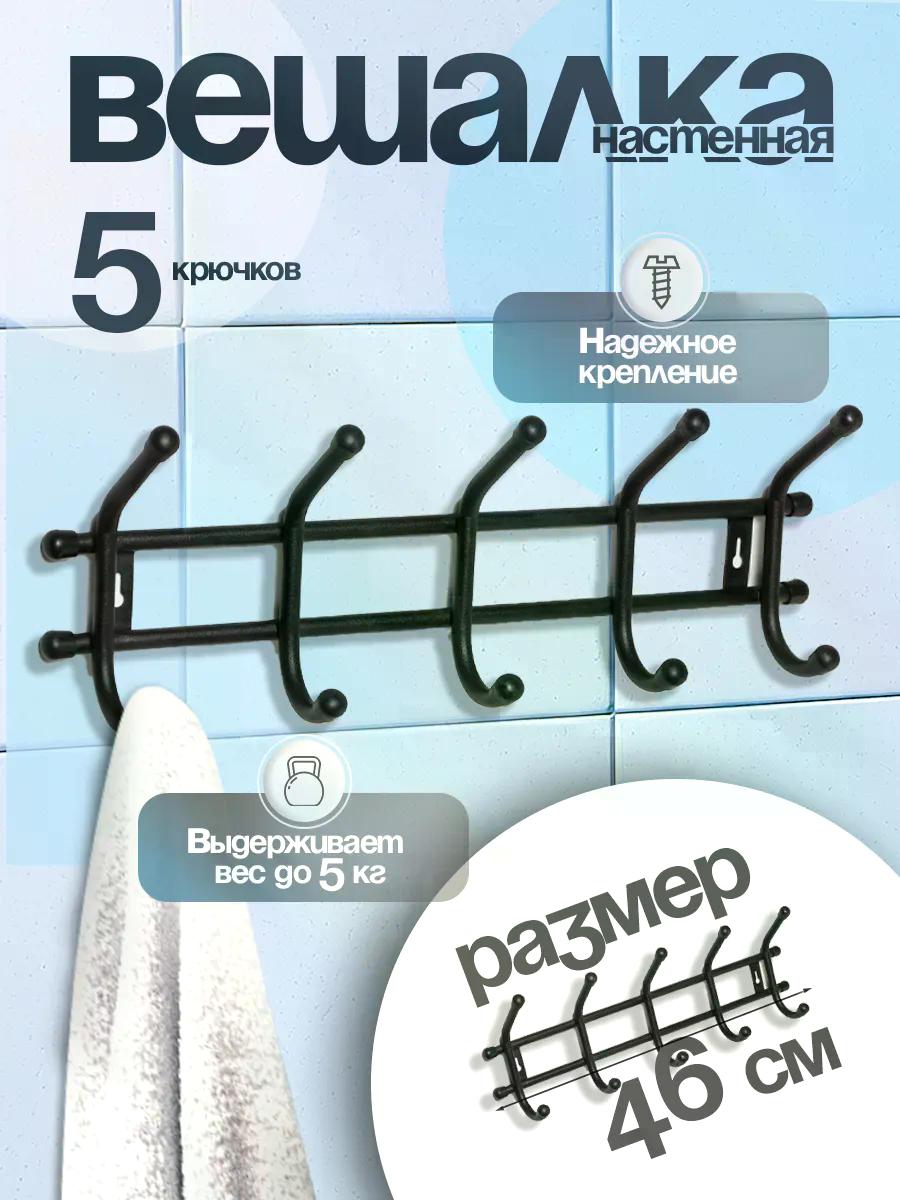 вешалка
настенная
5 крючков
Надежное
крепление
Выдерживает
вес до 5 кг
размер
46 см